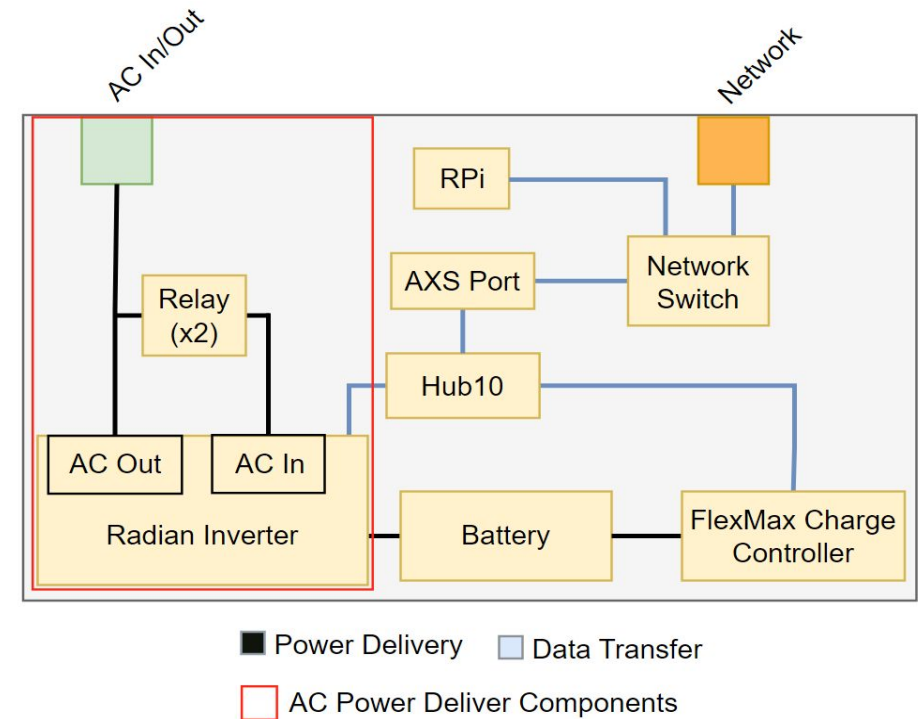 AC In/Out
Network
RPi
AXS Port
Network
Switch
Relay
(x2)
Hub10
AC Out
AC In
Radian Inverter
Battery
FlexMax Charge
Controller
Power Delivery
Data Transfer
AC Power Deliver Components